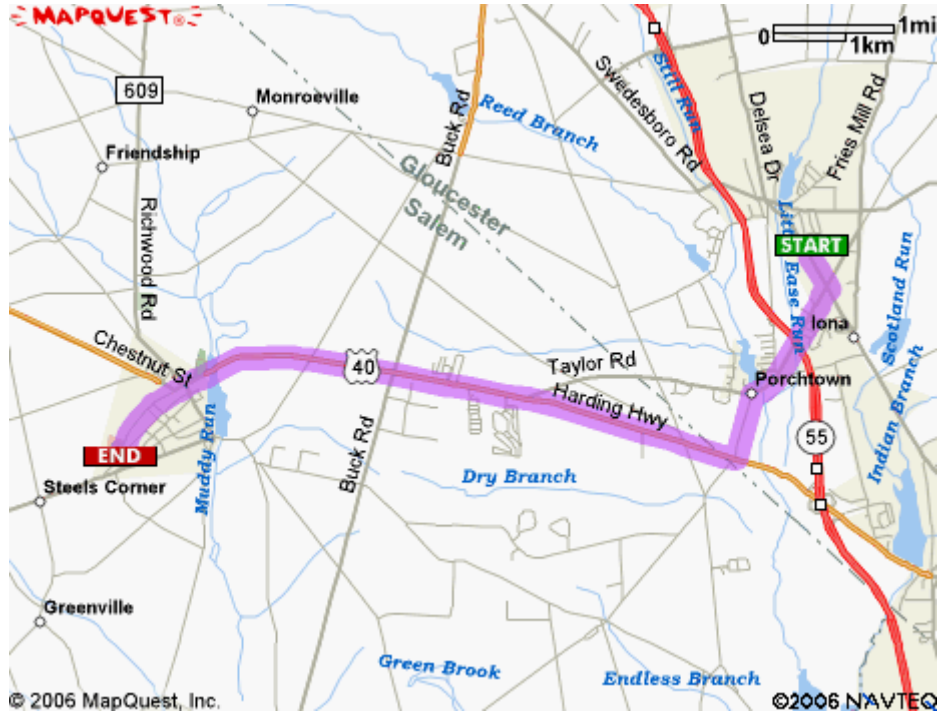 MAPQUEST®
0
1mi
1km
609
Monroeville
Friendship
Richwood Rd
Buck Rd
Reed Branch
Swedesboro Rd
Still Run
Delsea Dr
Fries Mill Rd
Gloucester
Salem
START
Little Ease Run
Scotland Run
Iona
Chestnut St
40
Taylor Rd
Harding Hwy
Porchtown
Indian Branch
55
END
Muddy Run
Buck Rd
Dry Branch
Steels Corner
Greenville
Green Brook
Endless Branch
© 2006 MapQuest, Inc.
©2006 NAVTEQ